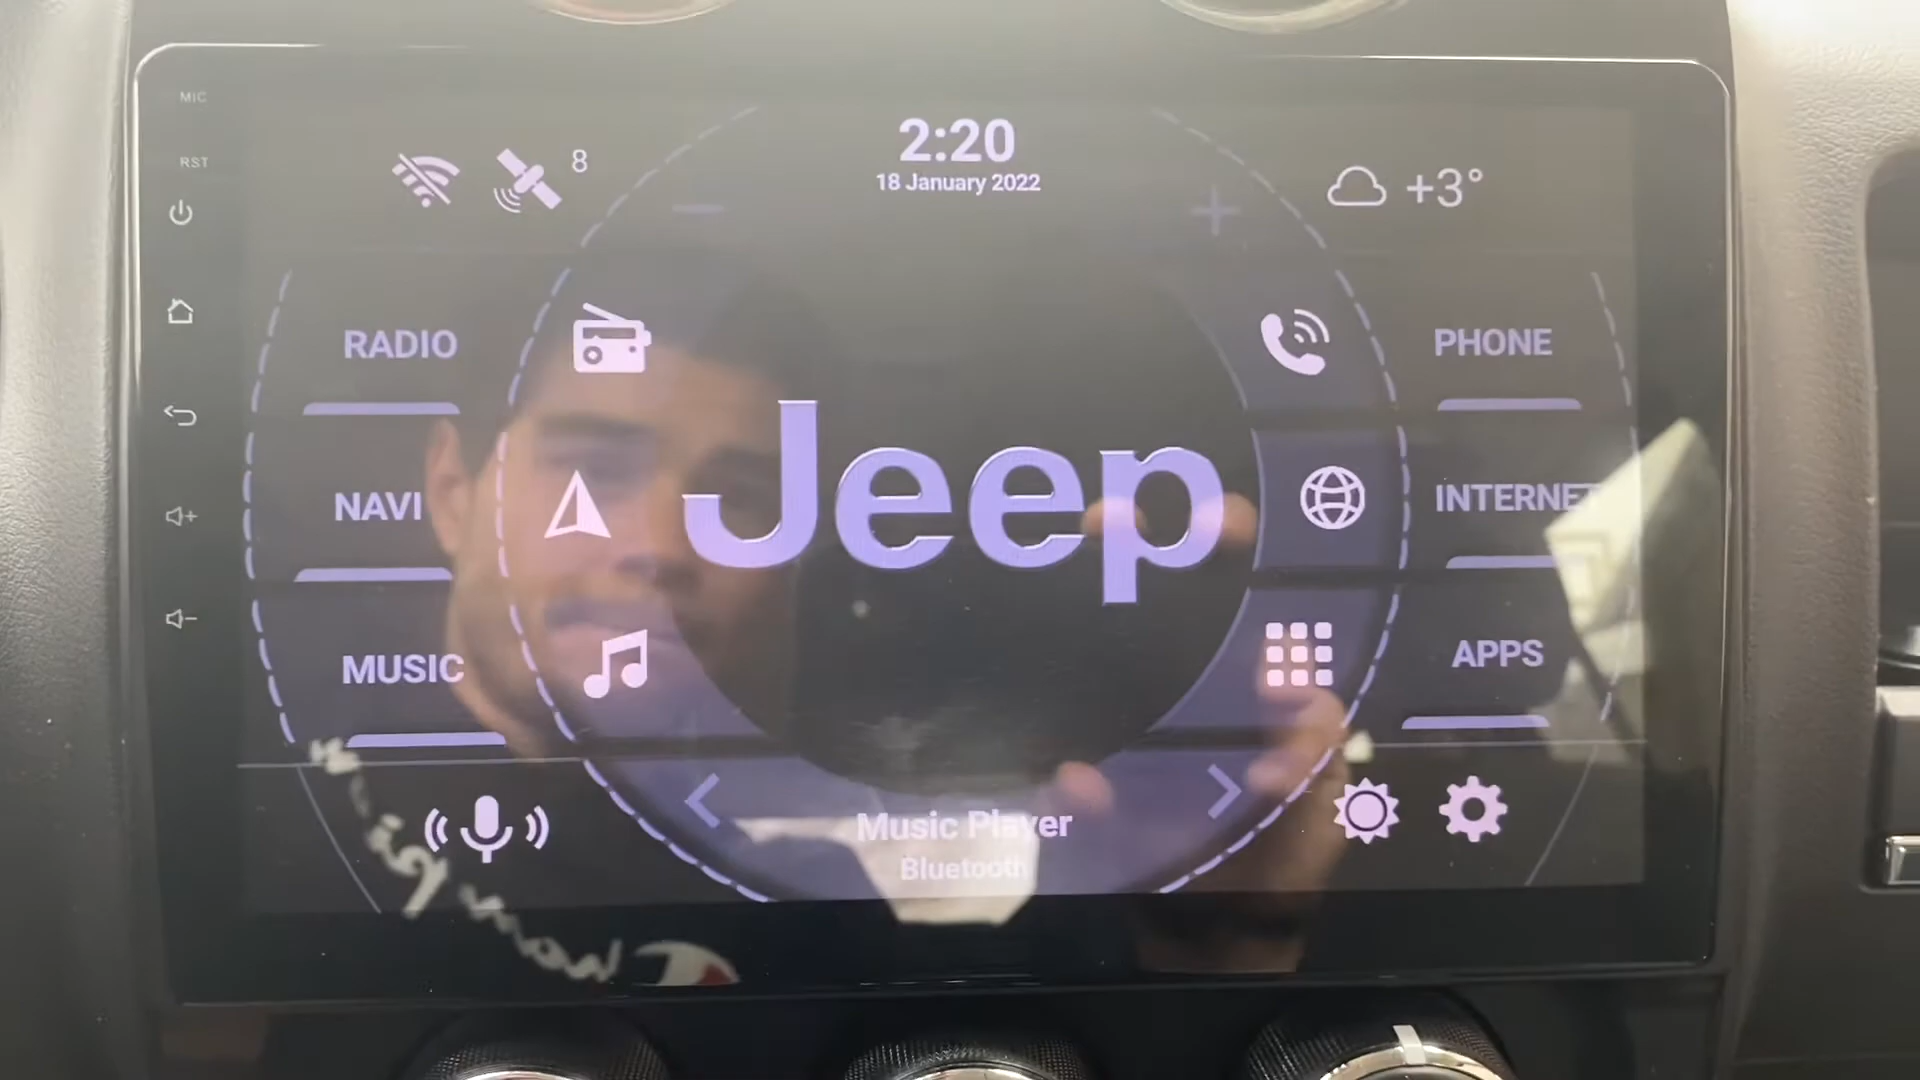 MIC
RST
8
2:20
18 January 2022
+3°
RADIO
PHONE
NAVI
Jeep
INTERNET
MUSIC
APPS
Music Player
Bluetooth